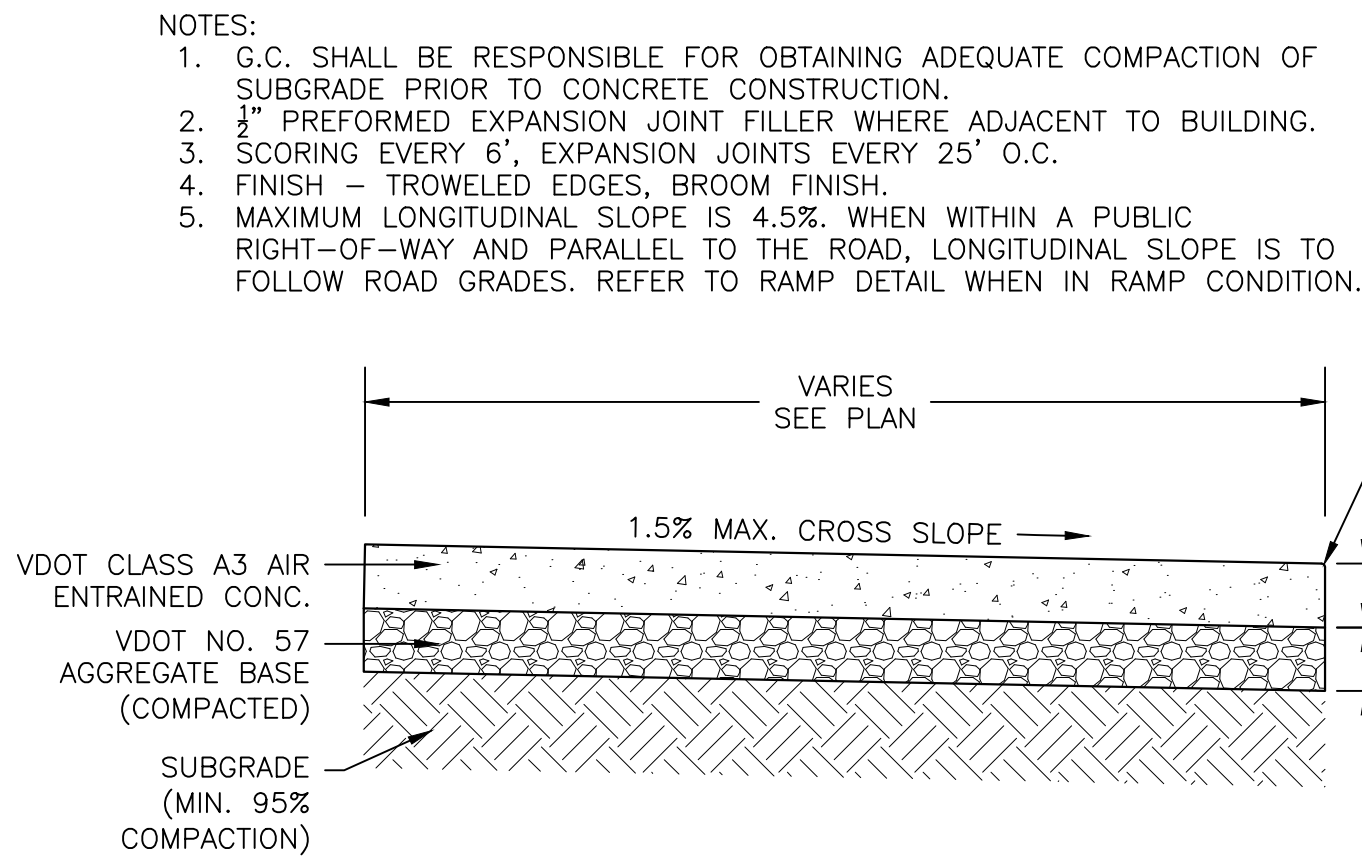 NOTES:
1. G.C. SHALL BE RESPONSIBLE FOR OBTAINING ADEQUATE COMPACTION OF
SUBGRADE PRIOR TO CONCRETE CONSTRUCTION.
2. ½” PREFORMED EXPANSION JOINT FILLER WHERE ADJACENT TO BUILDING.
3. SCORING EVERY 6’, EXPANSION JOINTS EVERY 25’ O.C.
4. FINISH – TROWELED EDGES, BROOM FINISH.
5. MAXIMUM LONGITUDINAL SLOPE IS 4.5%. WHEN WITHIN A PUBLIC
RIGHT–OF–WAY AND PARALLEL TO THE ROAD, LONGITUDINAL SLOPE IS TO
FOLLOW ROAD GRADES. REFER TO RAMP DETAIL WHEN IN RAMP CONDITION.
VARIES
SEE PLAN
1.5% MAX. CROSS SLOPE
VDOT CLASS A3 AIR
ENTRAINED CONC.
VDOT NO. 57
AGGREGATE BASE
(COMPACTED)
SUBGRADE
(MIN. 95%
COMPACTION)